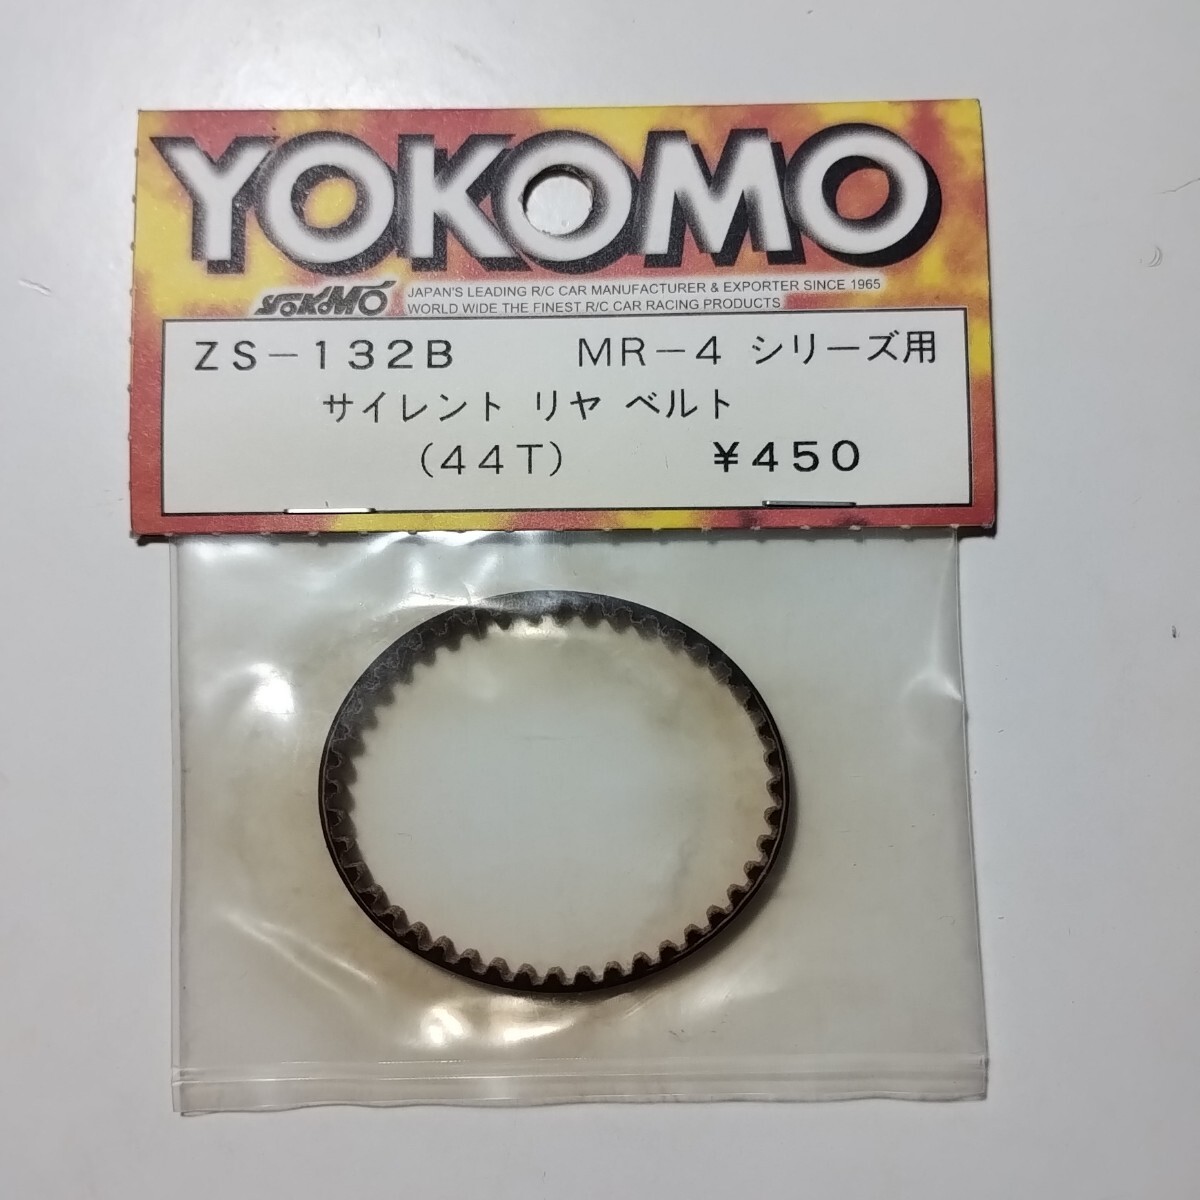 YOKOMO
YOKOMO JAPAN'S LEADING R/C CAR MANUFACTURER & EXPORTER SINCE 1965
WORLD WIDE THE FINEST R/C CAR RACING PRODUCTS
ZS-132B MR-4 シリーズ用
サイレント リヤ ベルト
(44T) ¥450